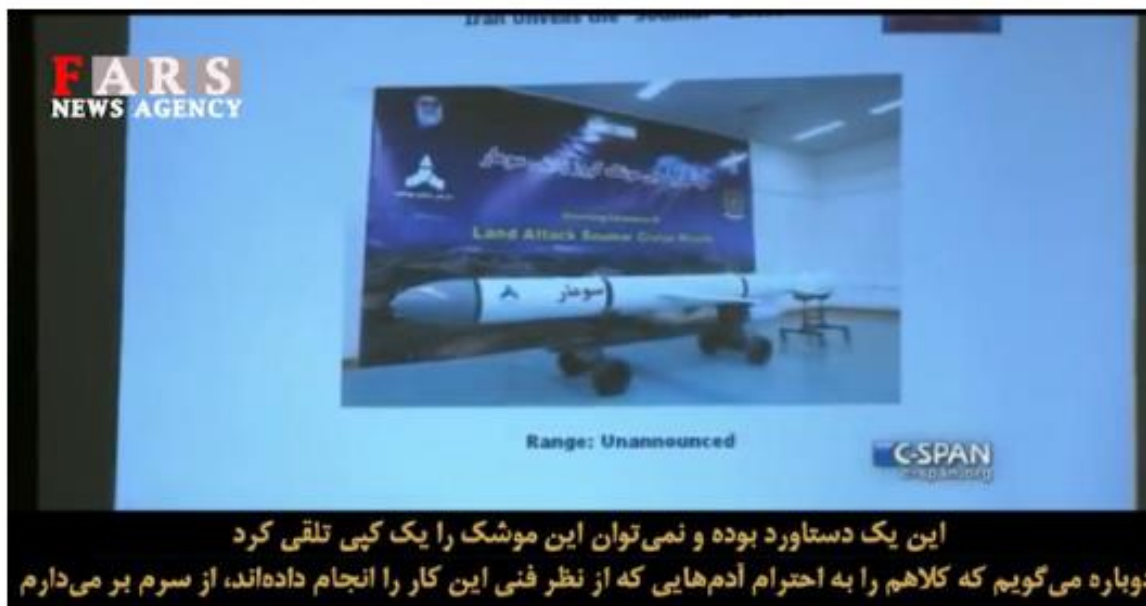 Iran Unveils the "Soumar"
FARS
NEWS AGENCY
Land Attack Soumar Cruise Missile
سومار
Range: Unannounced
C-SPAN
c-span.org
این یک دستاورد بوده و نمی‌توان این موشک را یک کپی تلقی کرد
دوباره می‌گویم که کلاهم را به احترام آدم‌هایی که از نظر فنی این کار را انجام داده‌اند، از سرم بر می‌دارم